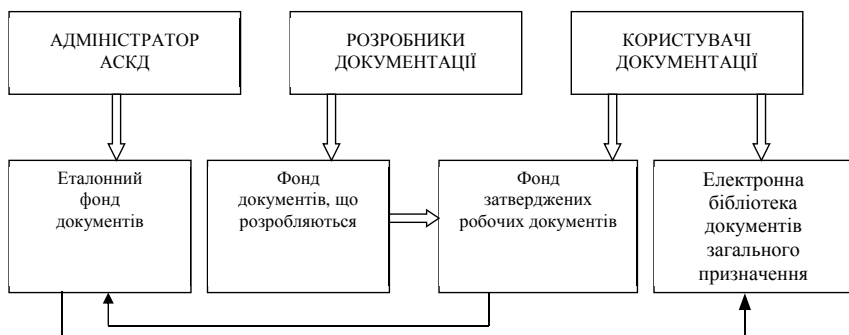 АДМІНІСТРАТОР
АСКД
РОЗРОБНИКИ
ДОКУМЕНТАЦІЇ
КОРИСТУВАЧІ
ДОКУМЕНТАЦІЇ
Еталонний
фонд
документів
Фонд
документів, що
розробляються
Фонд
затверджених
робочих документів
Електронна
бібліотека
документів
загального
призначення